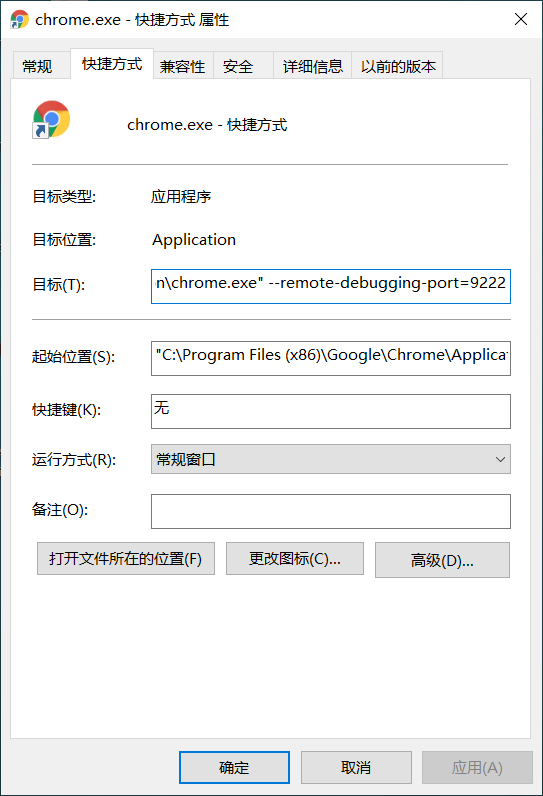 chrome.exe - 快捷方式 属性
常规 快捷方式 兼容性 安全 详细信息 以前的版本
chrome.exe - 快捷方式
目标类型: 应用程序
目标位置: Application
目标(T): n\chrome.exe" --remote-debugging-port=9222
起始位置(S): "C:\Program Files (x86)\Google\Chrome\Applicat
快捷键(K): 无
运行方式(R): 常规窗口
备注(O):
打开文件所在的位置(F) 更改图标(C)... 高级(D)...
确定 取消 应用(A)